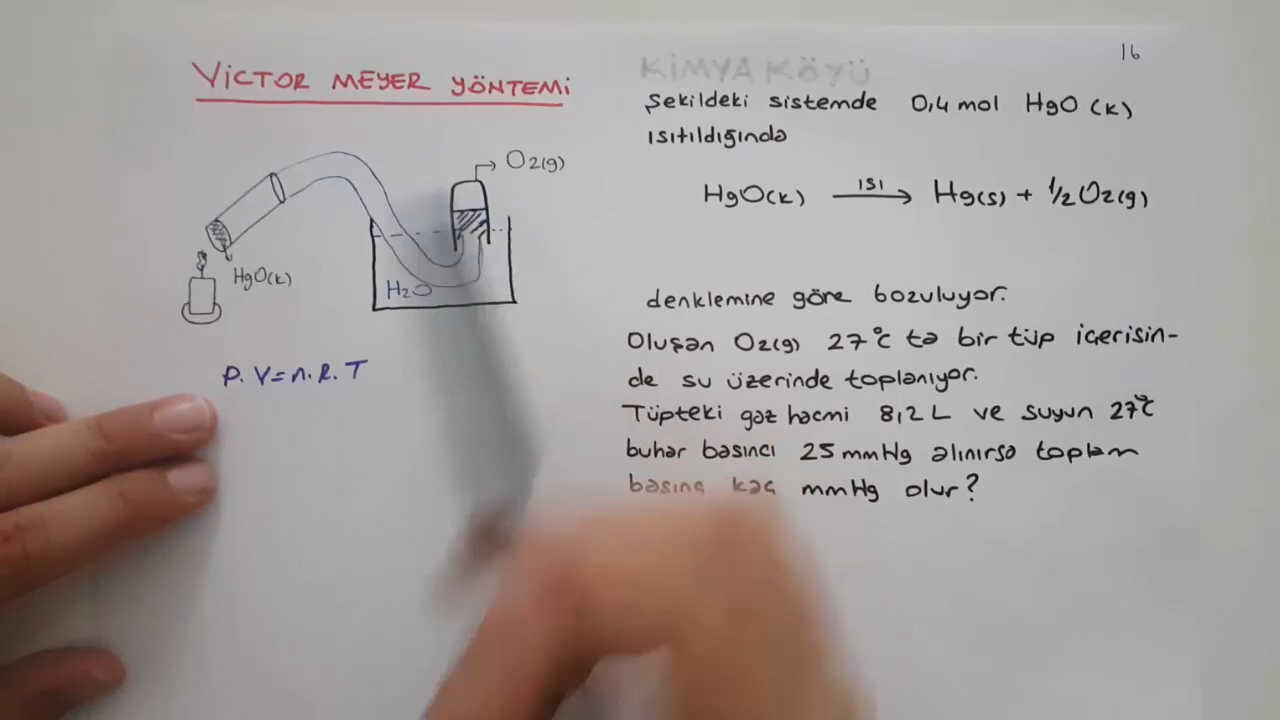 16
VİCTOR MEYER YÖNTEMİ
KİMYA KÖYÜ
Şekildeki sistemde 0,4 mol HgO (k)
ısıtıldığında
HgO(k) ısı Hg(s) + 1/2 O2(g)
O2(g)
HgO(k)
H2O
P. V = n. R. T
denklemine göre bozuluyor.
Oluşan O2(g) 27°C ta bir tüp içerisin-
de su üzerinde toplanıyor.
Tüpteki gaz hacmi 8,2 L ve suyun 27°C
buhar basıncı 25 mmHg alınırsa toplam
basınç kaç mmHg olur?